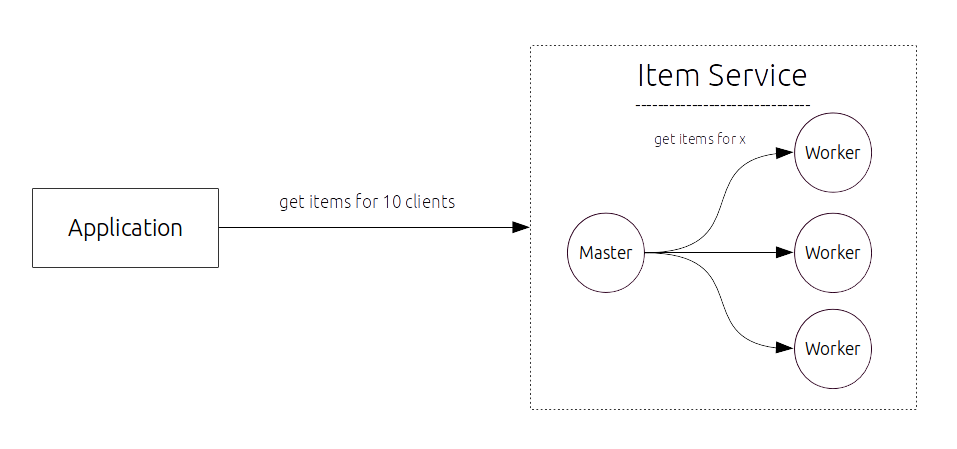 Item Service
get items for x
Worker
get items for 10 clients
Application
Master
Worker
Worker